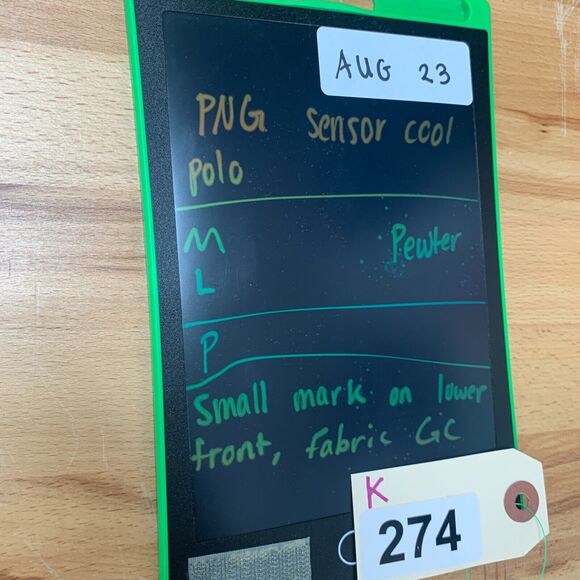 AUG 23
PNG sensor cool
polo
M Pewter
L
P
Small mark on lower
front, fabric GC
K
274